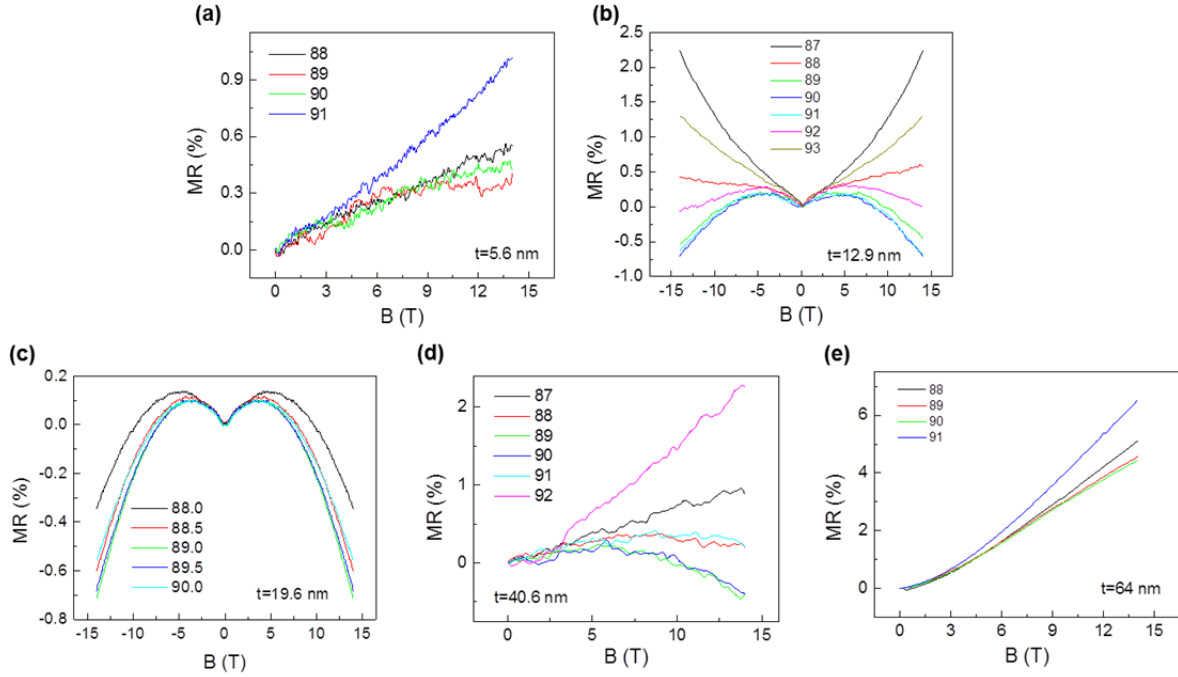 (a)
MR (%)
0.9
0.6
0.3
0.0
88
89
90
91
t=5.6 nm
0 3 6 9 12 15
B (T)
(b)
MR (%)
2.5
2.0
1.5
1.0
0.5
0.0
-0.5
-1.0
87
88
89
90
91
92
93
t=12.9 nm
-15 -10 -5 0 5 10 15
B (T)
(c)
MR (%)
0.2
0.0
-0.2
-0.4
-0.6
-0.8
88.0
88.5
89.0
89.5
90.0
t=19.6 nm
-15 -10 -5 0 5 10 15
B (T)
(d)
MR (%)
2
1
0
87
88
89
90
91
92
t=40.6 nm
0 5 10 15
B (T)
(e)
MR (%)
6
4
2
0
88
89
90
91
t=64 nm
0 3 6 9 12 15
B (T)